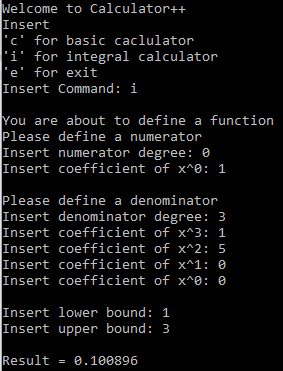 Welcome to Calculator++
Insert
'c' for basic caclulator
'i' for integral calculator
'e' for exit
Insert Command: i
You are about to define a function
Please define a numerator
Insert numerator degree: 0
Insert coefficient of x^0: 1
Please define a denominator
Insert denominator degree: 3
Insert coefficient of x^3: 1
Insert coefficient of x^2: 5
Insert coefficient of x^1: 0
Insert coefficient of x^0: 0
Insert lower bound: 1
Insert upper bound: 3
Result = 0.100896